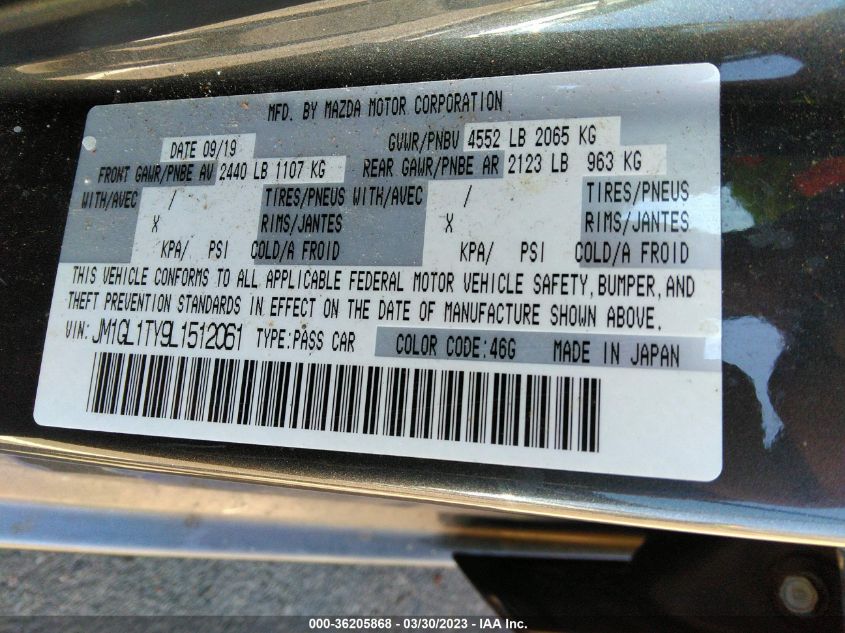 MFD. BY MAZDA MOTOR CORPORATION
DATE 09/19 GVWR/PNBV 4552 LB 2065 KG
FRONT GAWR/PNBE AV 2440 LB 1107 KG REAR GAWR/PNBE AR 2123 LB 963 KG
WITH/AVEC / TIRES/PNEUS WITH/AVEC / TIRES/PNEUS
X RIMS/JANTES X RIMS/JANTES
KPA/ PSI COLD/A FROID KPA/ PSI COLD/A FROID
THIS VEHICLE CONFORMS TO ALL APPLICABLE FEDERAL MOTOR VEHICLE SAFETY, BUMPER, AND
THEFT PREVENTION STANDARDS IN EFFECT ON THE DATE OF MANUFACTURE SHOWN ABOVE.
VIN: JM1GL1TY9L1512061 TYPE:PASS CAR COLOR CODE:46G MADE IN JAPAN
000-36205868 — 03/30/2023 — IAA Inc.